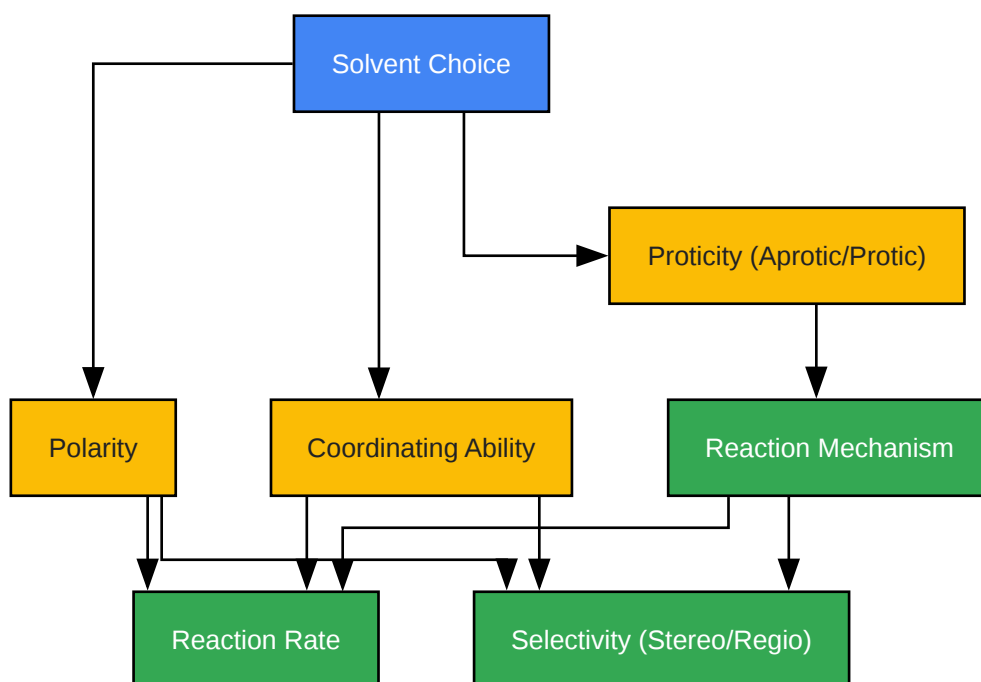 Solvent Choice
Proticity (Aprotic/Protic)
Polarity
Coordinating Ability
Reaction Mechanism
Reaction Rate
Selectivity (Stereo/Regio)